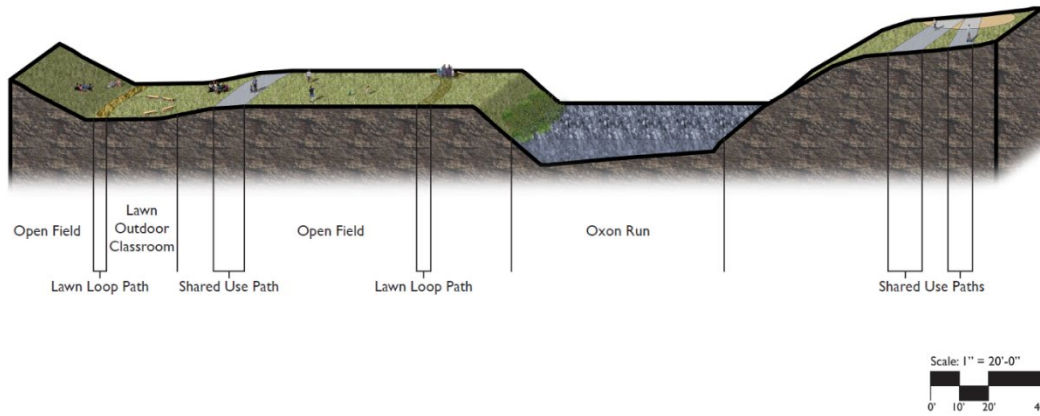 Open Field
Lawn
Outdoor
Classroom
Open Field
Oxon Run
Lawn Loop Path
Shared Use Path
Lawn Loop Path
Shared Use Paths
Scale: 1” = 20'-0”
0' 10' 20'